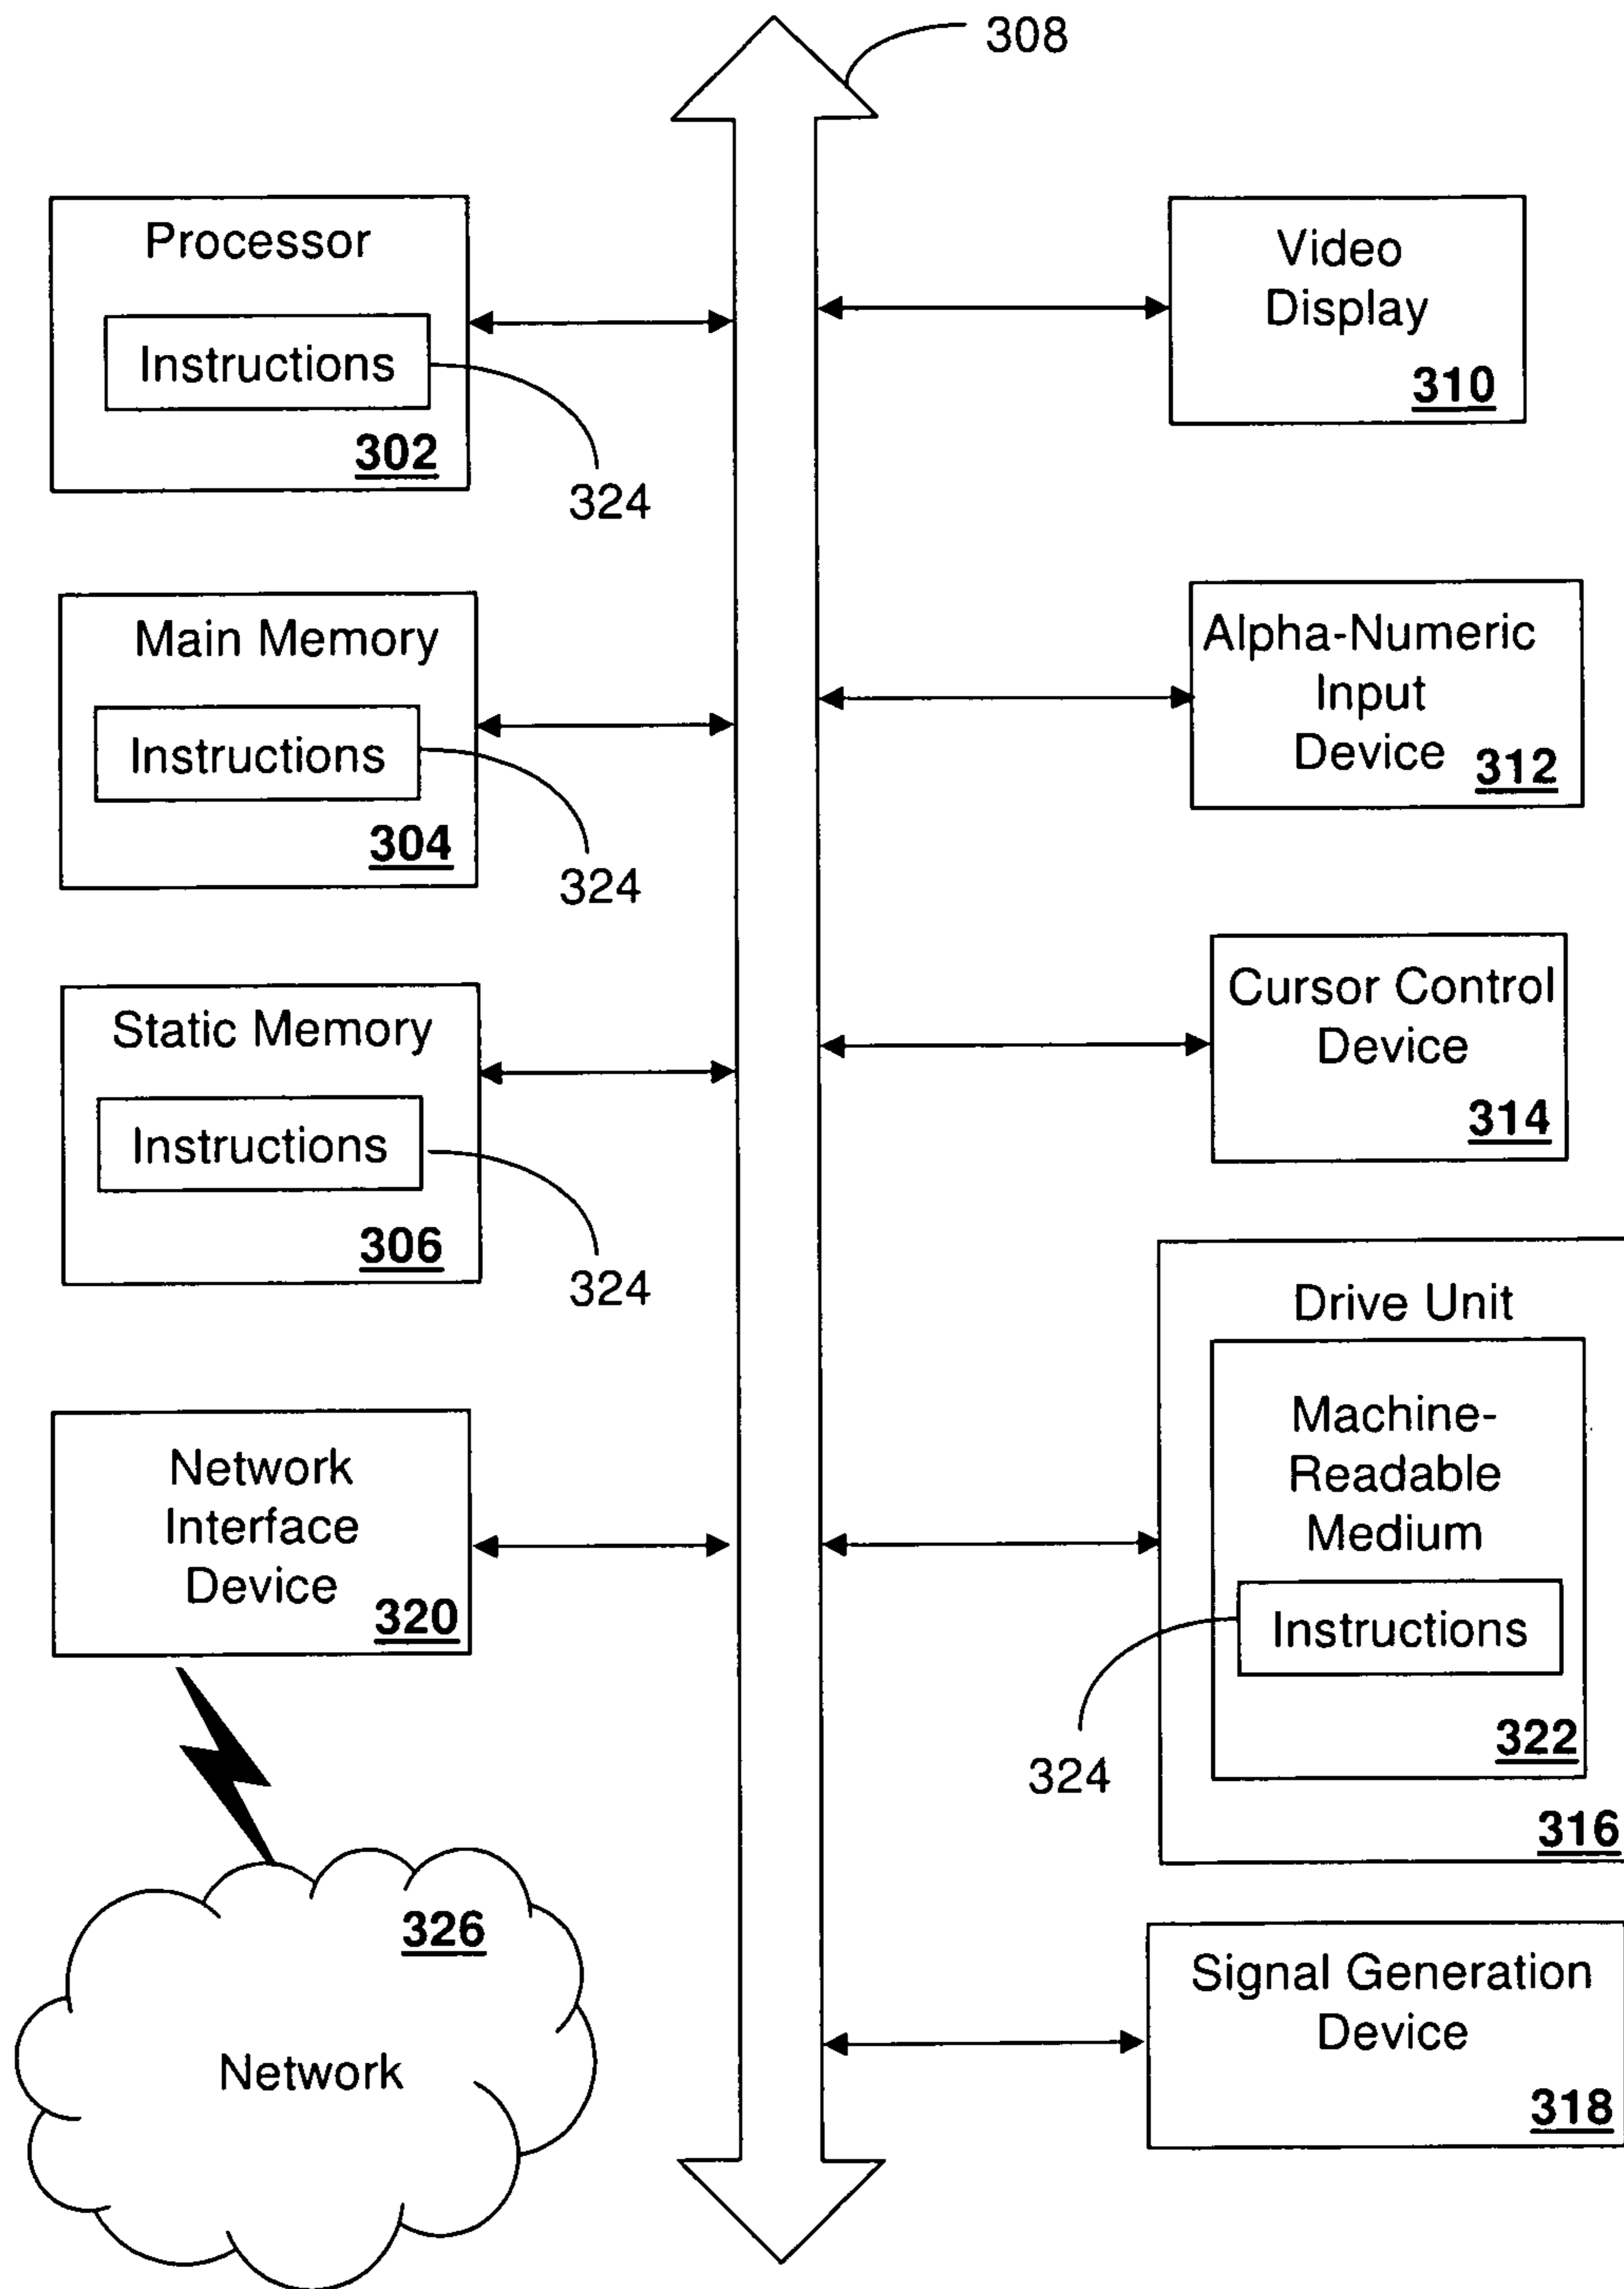 308
Processor
Instructions
302
324
Main Memory
Instructions
304
324
Static Memory
Instructions
306
324
Network
Interface
Device
320
326
Network
Video
Display
310
Alpha-Numeric
Input
Device
312
Cursor Control
Device
314
Drive Unit
Machine-
Readable
Medium
Instructions
324
322
316
Signal Generation
Device
318